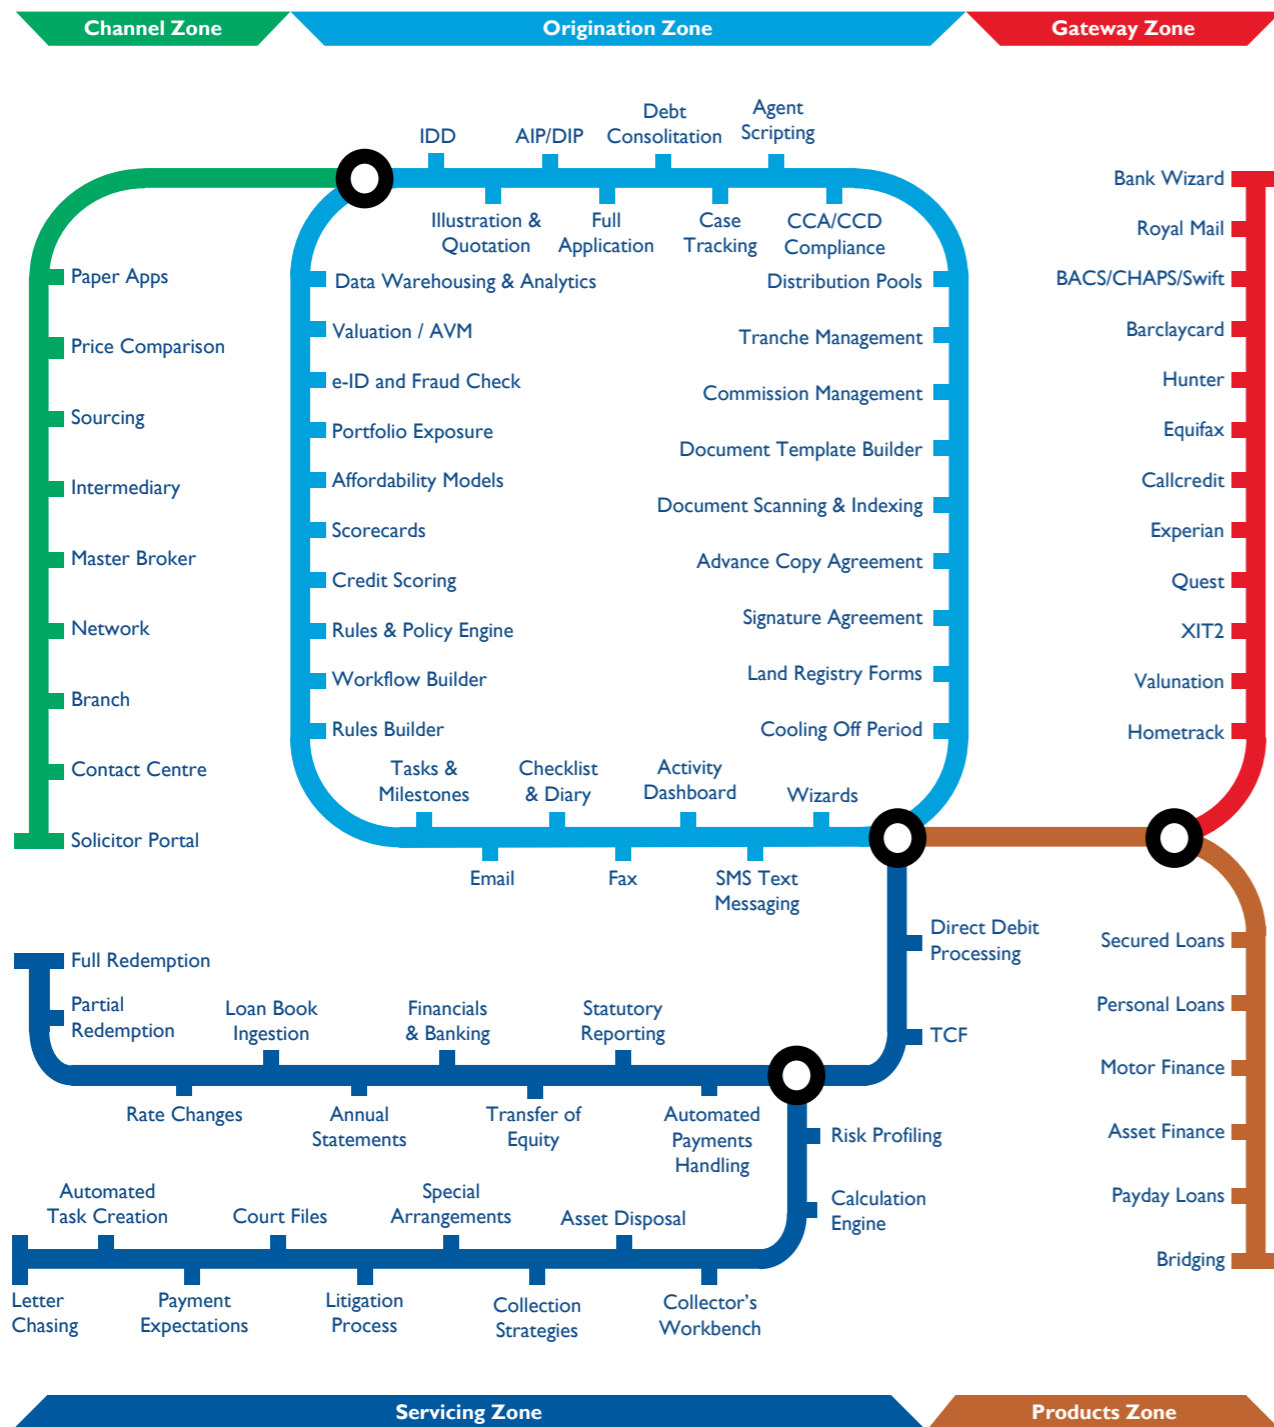 Channel Zone
Origination Zone
Gateway Zone
IDD
AIP/DIP
Debt
Consolitation
Agent
Scripting
Illustration &
Quotation
Full
Application
Case
Tracking
CCA/CCD
Compliance
Paper Apps
Price Comparison
Sourcing
Intermediary
Master Broker
Network
Branch
Contact Centre
Solicitor Portal
Data Warehousing & Analytics
Valuation / AVM
e-ID and Fraud Check
Portfolio Exposure
Affordability Models
Scorecards
Credit Scoring
Rules & Policy Engine
Workflow Builder
Rules Builder
Distribution Pools
Tranche Management
Commission Management
Document Template Builder
Document Scanning & Indexing
Advance Copy Agreement
Signature Agreement
Land Registry Forms
Cooling Off Period
Bank Wizard
Royal Mail
BACS/CHAPS/Swift
Barclaycard
Hunter
Equifax
Callcredit
Experian
Quest
XIT2
Valunation
Hometrack
Tasks &
Milestones
Checklist
& Diary
Activity
Dashboard
Wizards
Email
Fax
SMS Text
Messaging
Direct Debit
Processing
TCF
Full Redemption
Partial
Redemption
Loan Book
Ingestion
Financials
& Banking
Statutory
Reporting
Rate Changes
Annual
Statements
Transfer of
Equity
Automated
Payments
Handling
Risk Profiling
Calculation
Engine
Automated
Task Creation
Court Files
Special
Arrangements
Asset Disposal
Letter
Chasing
Payment
Expectations
Litigation
Process
Collection
Strategies
Collector’s
Workbench
Secured Loans
Personal Loans
Motor Finance
Asset Finance
Payday Loans
Bridging
Servicing Zone
Products Zone